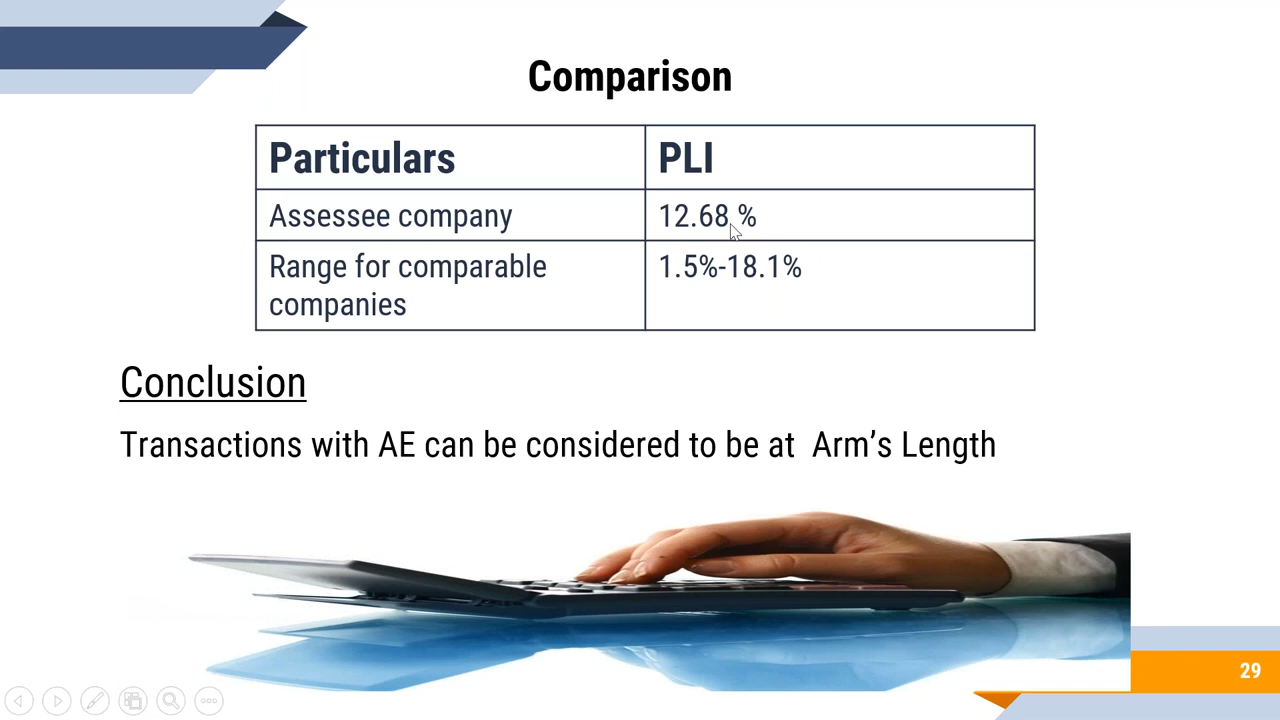 Comparison
Particulars PLI
Assessee company 12.68 %
Range for comparable 1.5%-18.1%
companies
Conclusion
Transactions with AE can be considered to be at  Arm’s Length
29